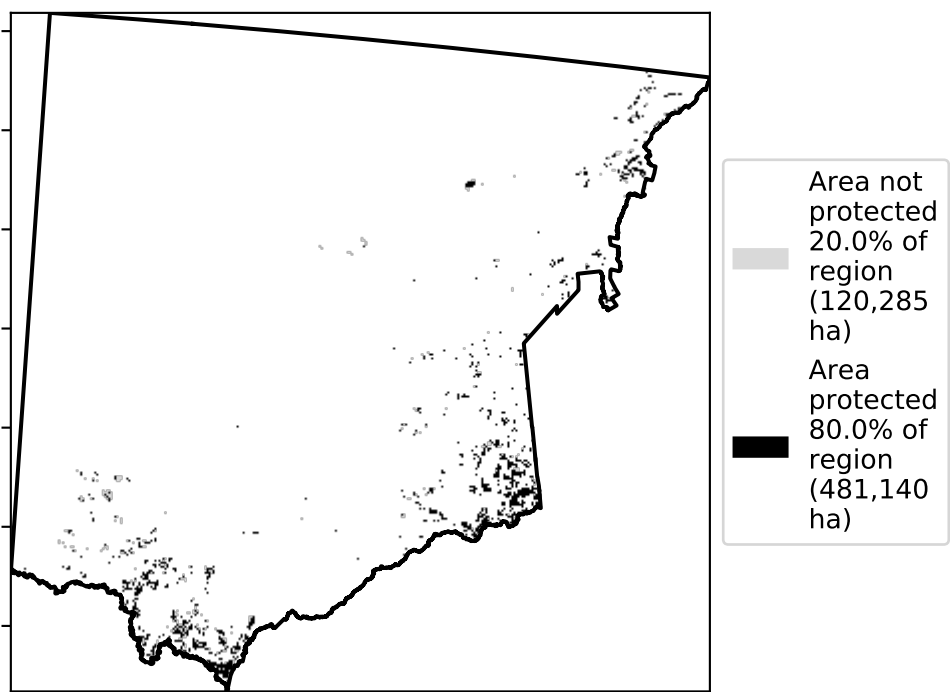 Area not
protected
20.0% of
region
(120,285
ha)
Area
protected
80.0% of
region
(481,140
ha)